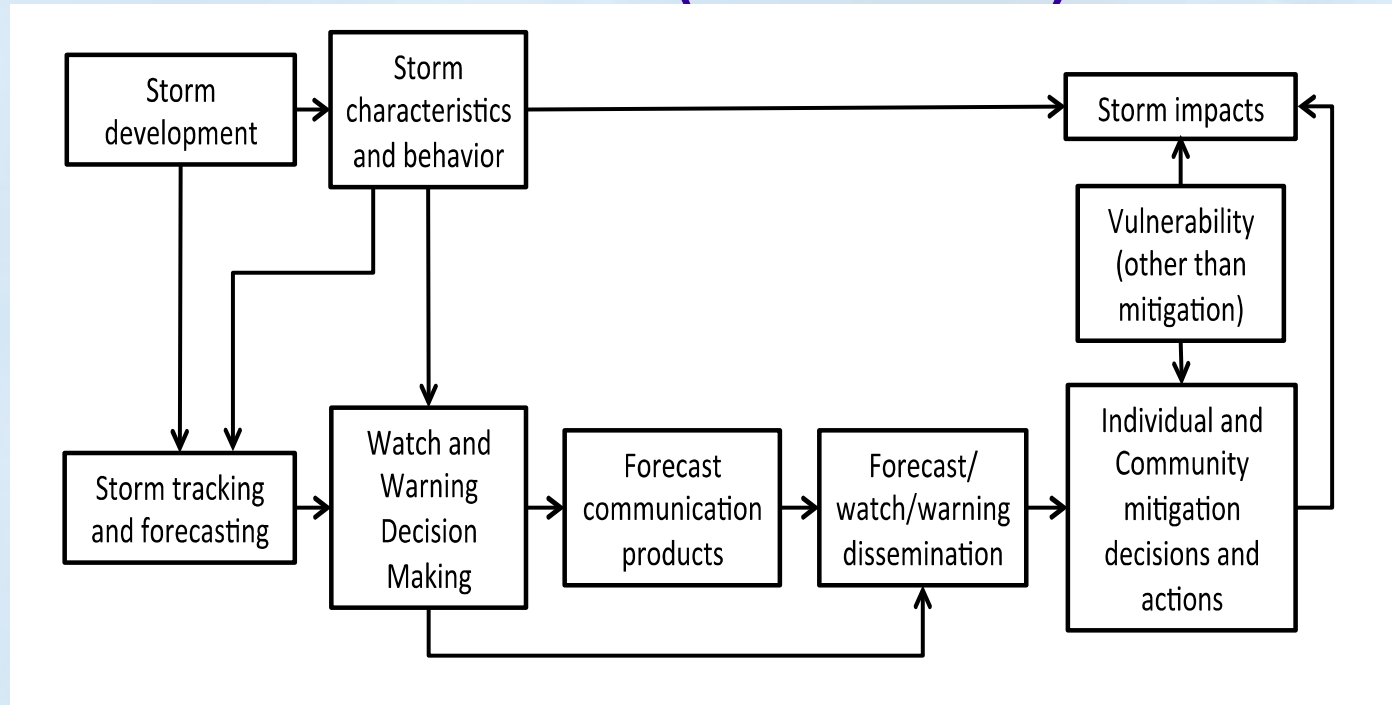 Storm
development
Storm
characteristics
and behavior
Storm impacts
Vulnerability
(other than
mitigation)
Storm tracking
and forecasting
Watch and
Warning
Decision
Making
Forecast
communication
products
Forecast/
watch/warning
dissemination
Individual and
Community
mitigation
decisions and
actions